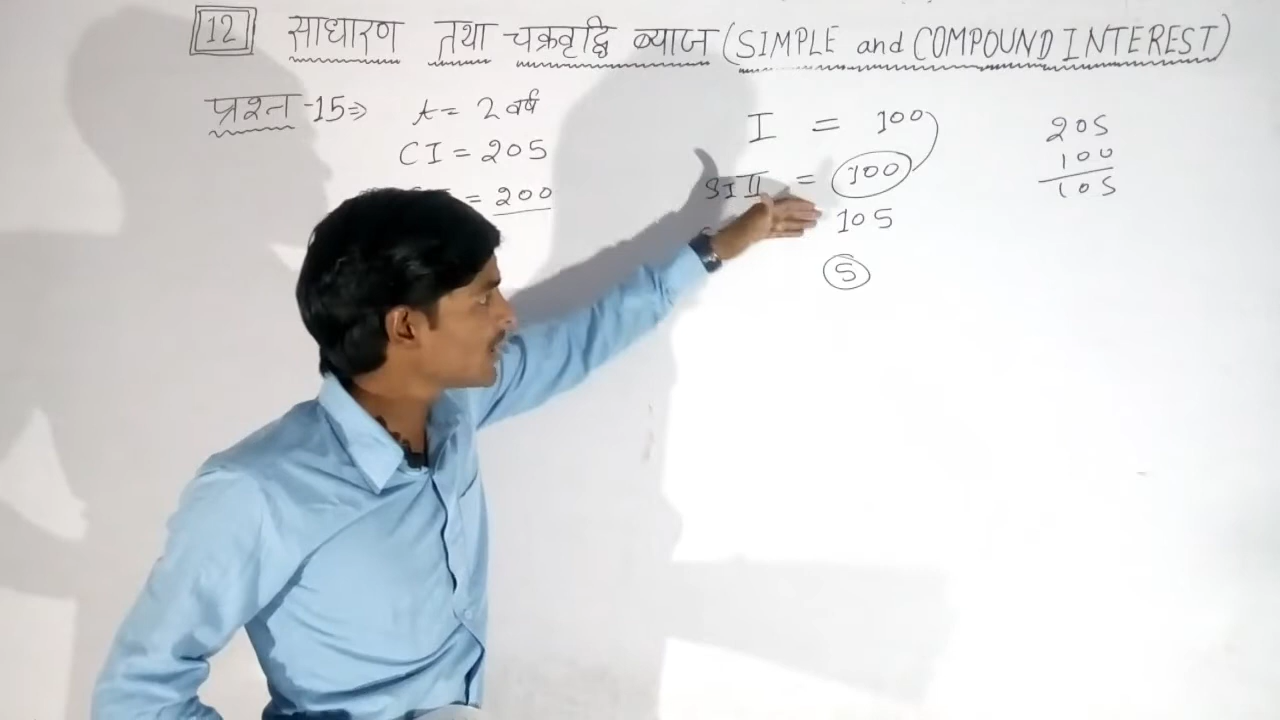 12 साधारण तथा चक्रवृद्धि ब्याज (SIMPLE and COMPOUND INTEREST)
प्रश्न -15⇒ t = 2 वर्ष
CI = 205
= 200
I = 100
SI II = 100
105
5
205
100
105